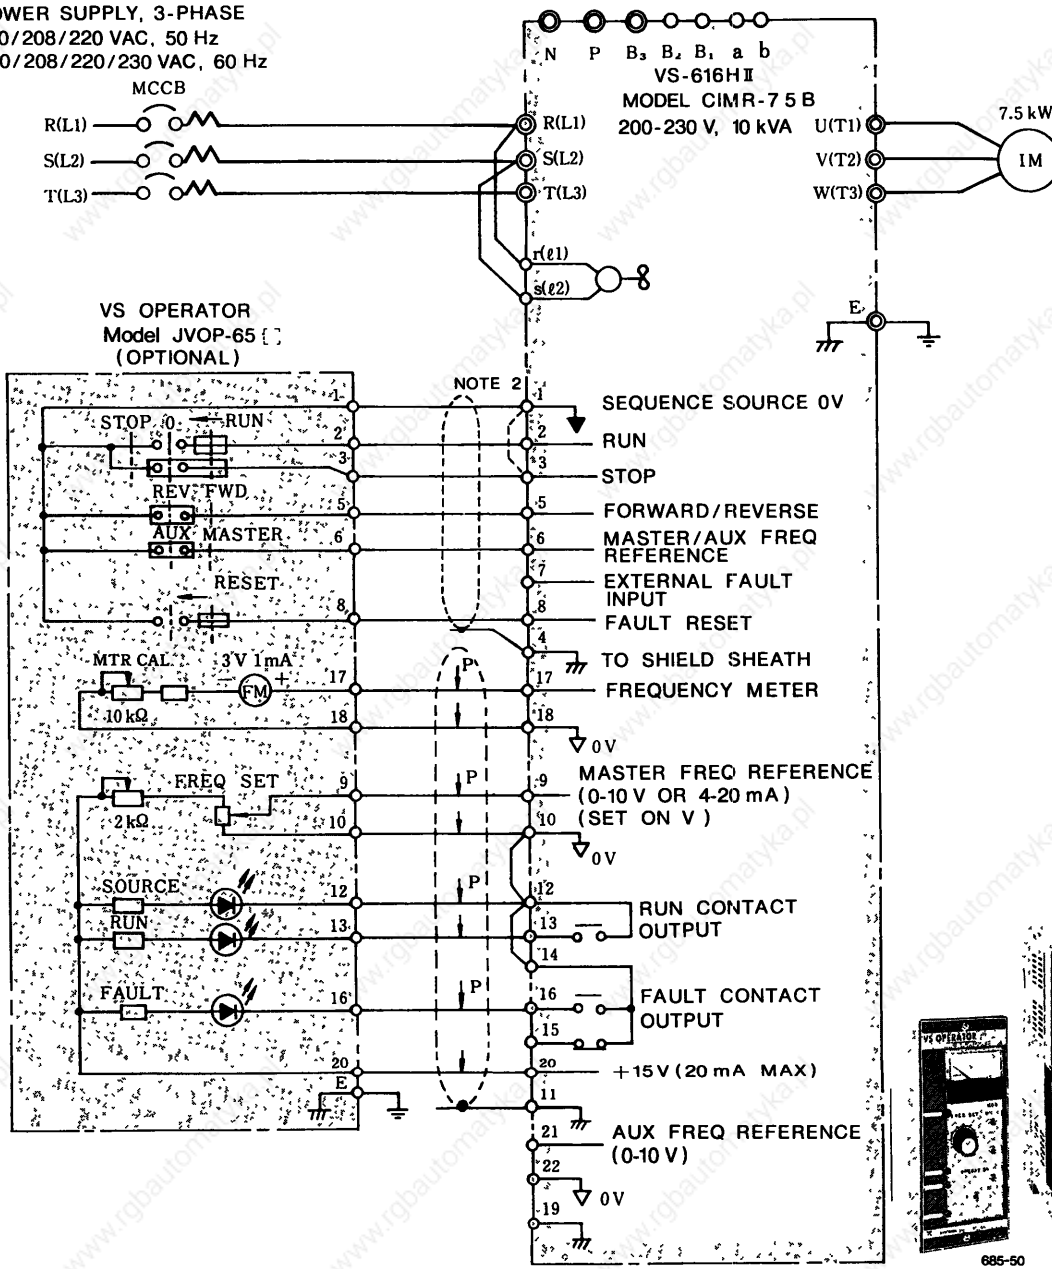 OWER SUPPLY, 3-PHASE
0/208/220 VAC, 50 Hz
0/208/220/230 VAC, 60 Hz
MCCB
R(L1)
S(L2)
T(L3)
N P B₃ B₂ B₁ a b
VS-616HⅡ
MODEL CIMR-75B
200-230 V, 10 kVA
R(L1)
S(L2)
T(L3)
U(T1)
V(T2)
W(T3)
7.5 kW
IM
r(ℓ1)
s(ℓ2)
E
VS OPERATOR
Model JVOP-65[ ]
(OPTIONAL)
NOTE 2
1 1 SEQUENCE SOURCE 0V
STOP 0 RUN
2 2 RUN
3 3 STOP
REV FWD
5 5 FORWARD/REVERSE
AUX MASTER
6 6 MASTER/AUX FREQ
REFERENCE
7 EXTERNAL FAULT
INPUT
RESET
8 8 FAULT RESET
4 TO SHIELD SHEATH
MTR CAL 3V 1mA
− +
FM
10 kΩ
17 P 17 FREQUENCY METER
18 18
0V
FREQ SET
2 kΩ
9 P 9 MASTER FREQ REFERENCE
(0-10 V OR 4-20 mA)
(SET ON V)
10 10
0V
SOURCE
12 P 12
RUN
13 13 RUN CONTACT
OUTPUT
14
FAULT
16 P 16 FAULT CONTACT
OUTPUT
15
20 20 +15V (20 mA MAX)
E
11
21 AUX FREQ REFERENCE
(0-10 V)
22
0V
19
VS OPERATOR
685-50
www.rgbautomatyka.pl